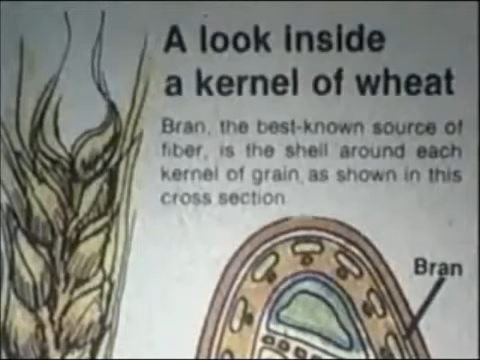 A look inside
a kernel of wheat
Bran, the best-known source of
fiber, is the shell around each
kernel of grain, as shown in this
cross section
Bran